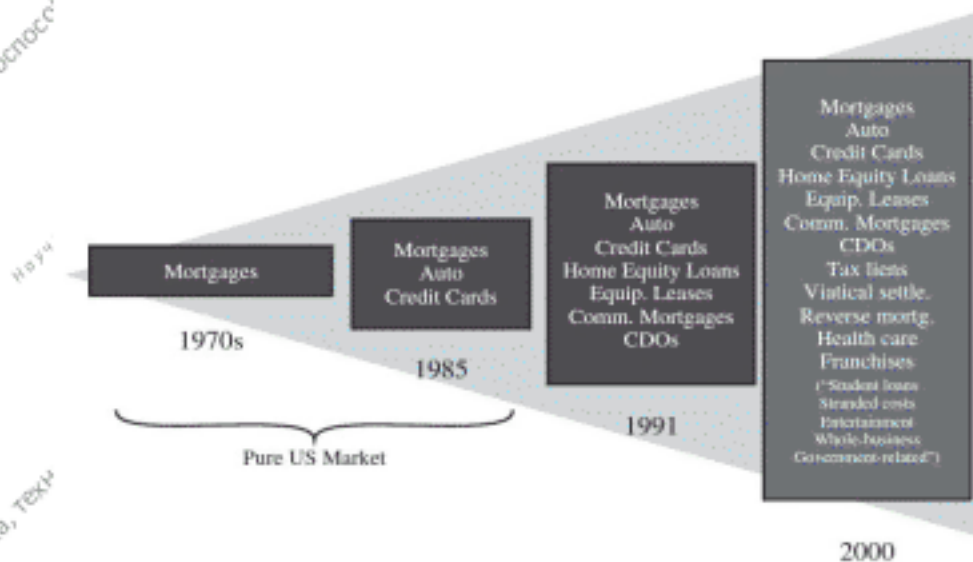 Mortgages
1970s
Mortgages
Auto
Credit Cards
1985
Pure US Market
Mortgages
Auto
Credit Cards
Home Equity Loans
Equip. Leases
Comm. Mortgages
CDOs
1991
Mortgages
Auto
Credit Cards
Home Equity Loans
Equip. Leases
Comm. Mortgages
CDOs
Tax liens
Viatical settle.
Reverse mortg.
Health care
Franchises
("Student loans
Stranded costs
Entertainment
Whole-business
Government-related")
2000